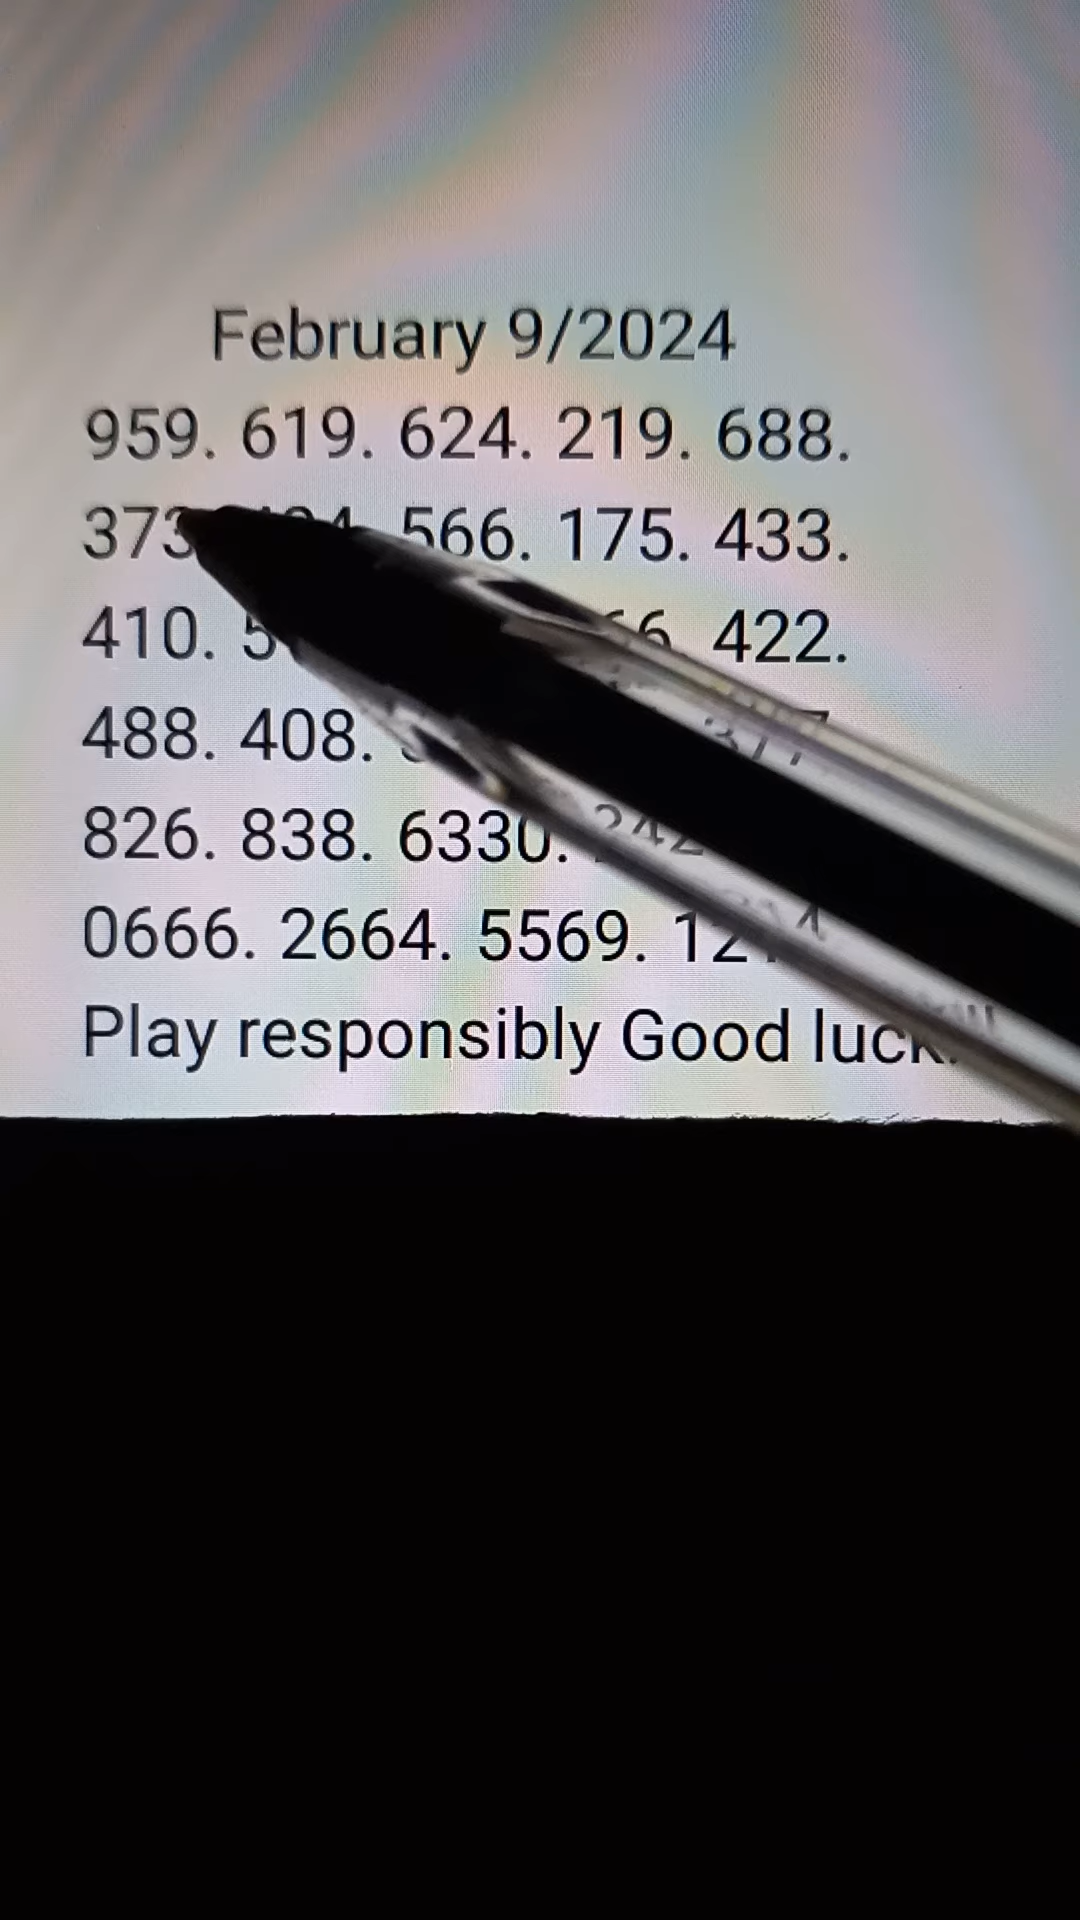 February 9/2024
959. 619. 624. 219. 688.
373 566. 175. 433.
410. 422.
488. 408.
826. 838. 6330.
0666. 2664. 5569.
Play responsibly Good luck.